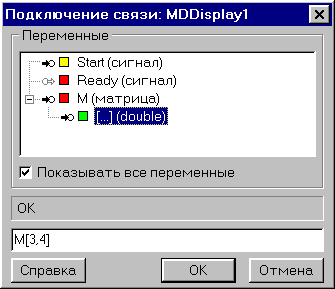 Подключение связи: MDDisplay1
Переменные
Start (сигнал)
Ready (сигнал)
M (матрица)
[...] (double)
Показывать все переменные
OK
M[3,4]
Справка
OK
Отмена